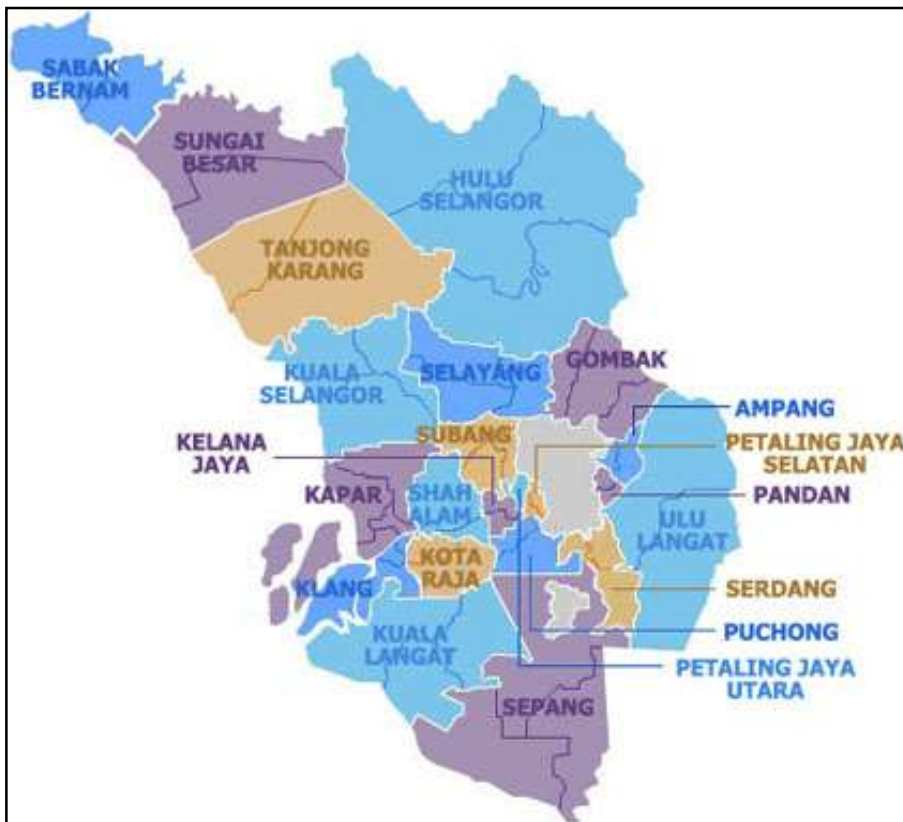 SABAK
BERNAM
SUNGAI
BESAR
HULU
SELANGOR
TANJONG
KARANG
GOMBAK
KUALA
SELANGOR
SELAYANG
AMPANG
KELANA
JAYA
SUBANG
PETALING JAYA
SELATAN
KAPAR
SHAH
ALAM
PANDAN
ULU
LANGAT
KOTA
RAJA
KLANG
SERDANG
PUCHONG
KUALA
LANGAT
PETALING JAYA
UTARA
SEPANG